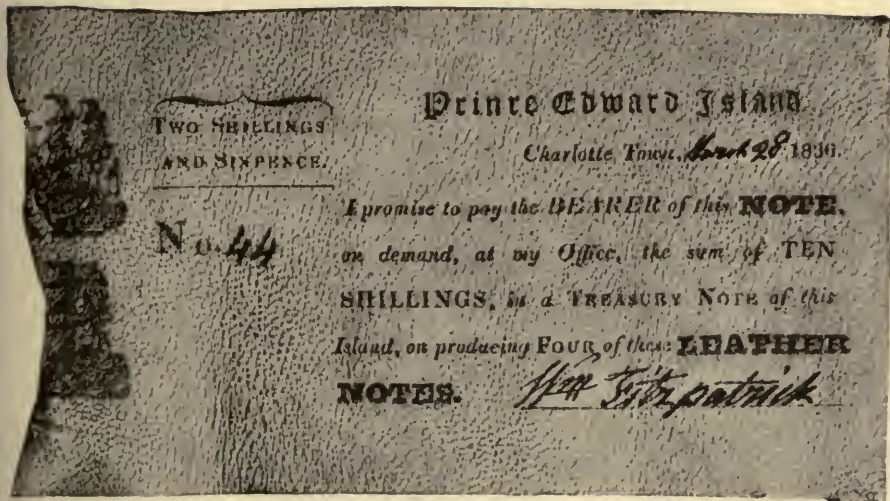 TWO SHILLINGS
AND SIXPENCE.
No. 44
Prince Edward Island
Charlotte Town, March 28 1836.
I promise to pay the BEARER of this NOTE,
on demand, at my Office, the sum of TEN
SHILLINGS, in a TREASURY NOTE of this
Island, on producing FOUR of these LEATHER
NOTES. Wm Fitzpatrick